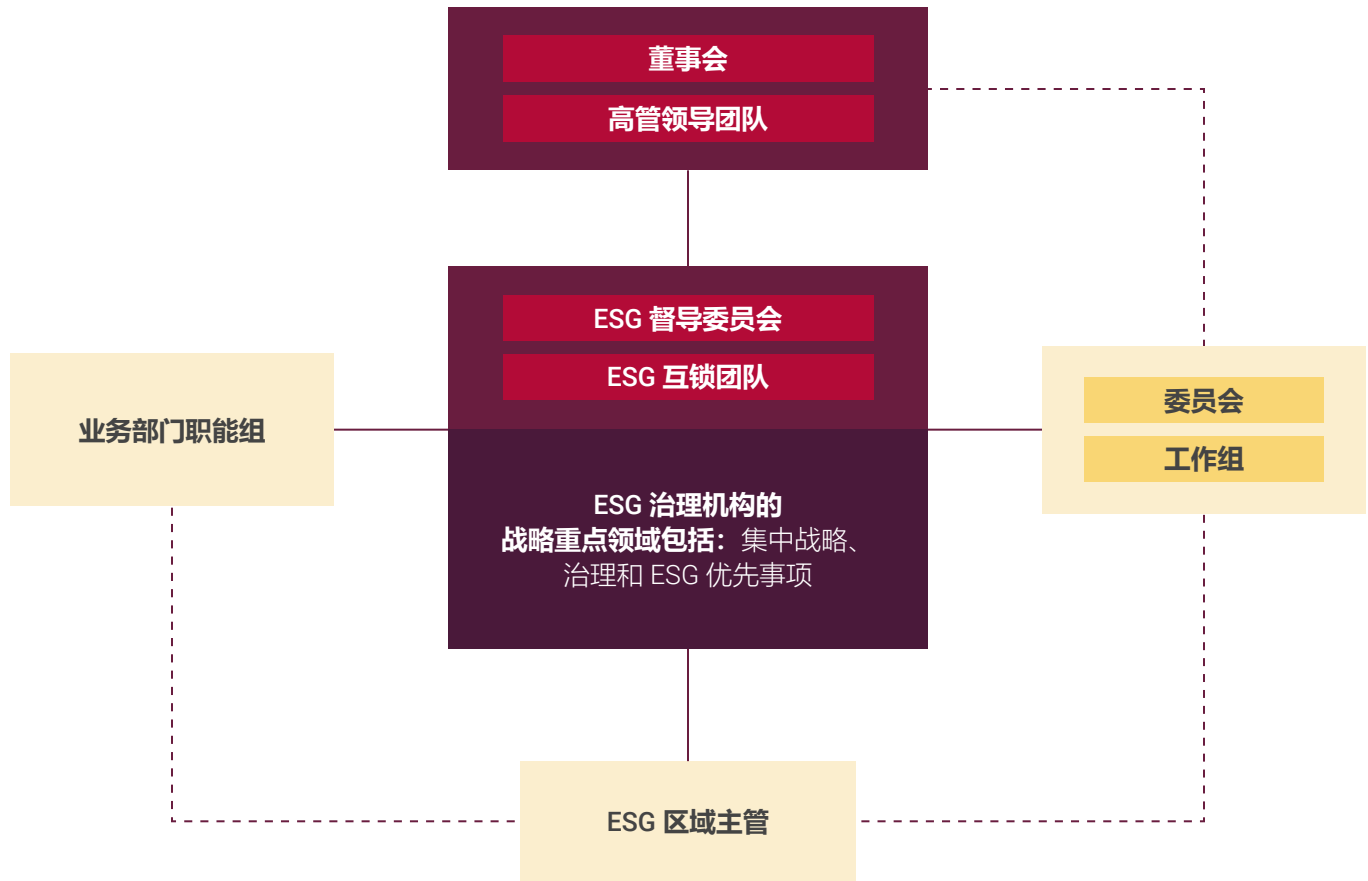 董事会
高管领导团队
ESG 督导委员会
ESG 互锁团队
业务部门职能组
委员会
工作组
ESG 治理机构的
战略重点领域包括：集中战略、
治理和 ESG 优先事项
ESG 区域主管